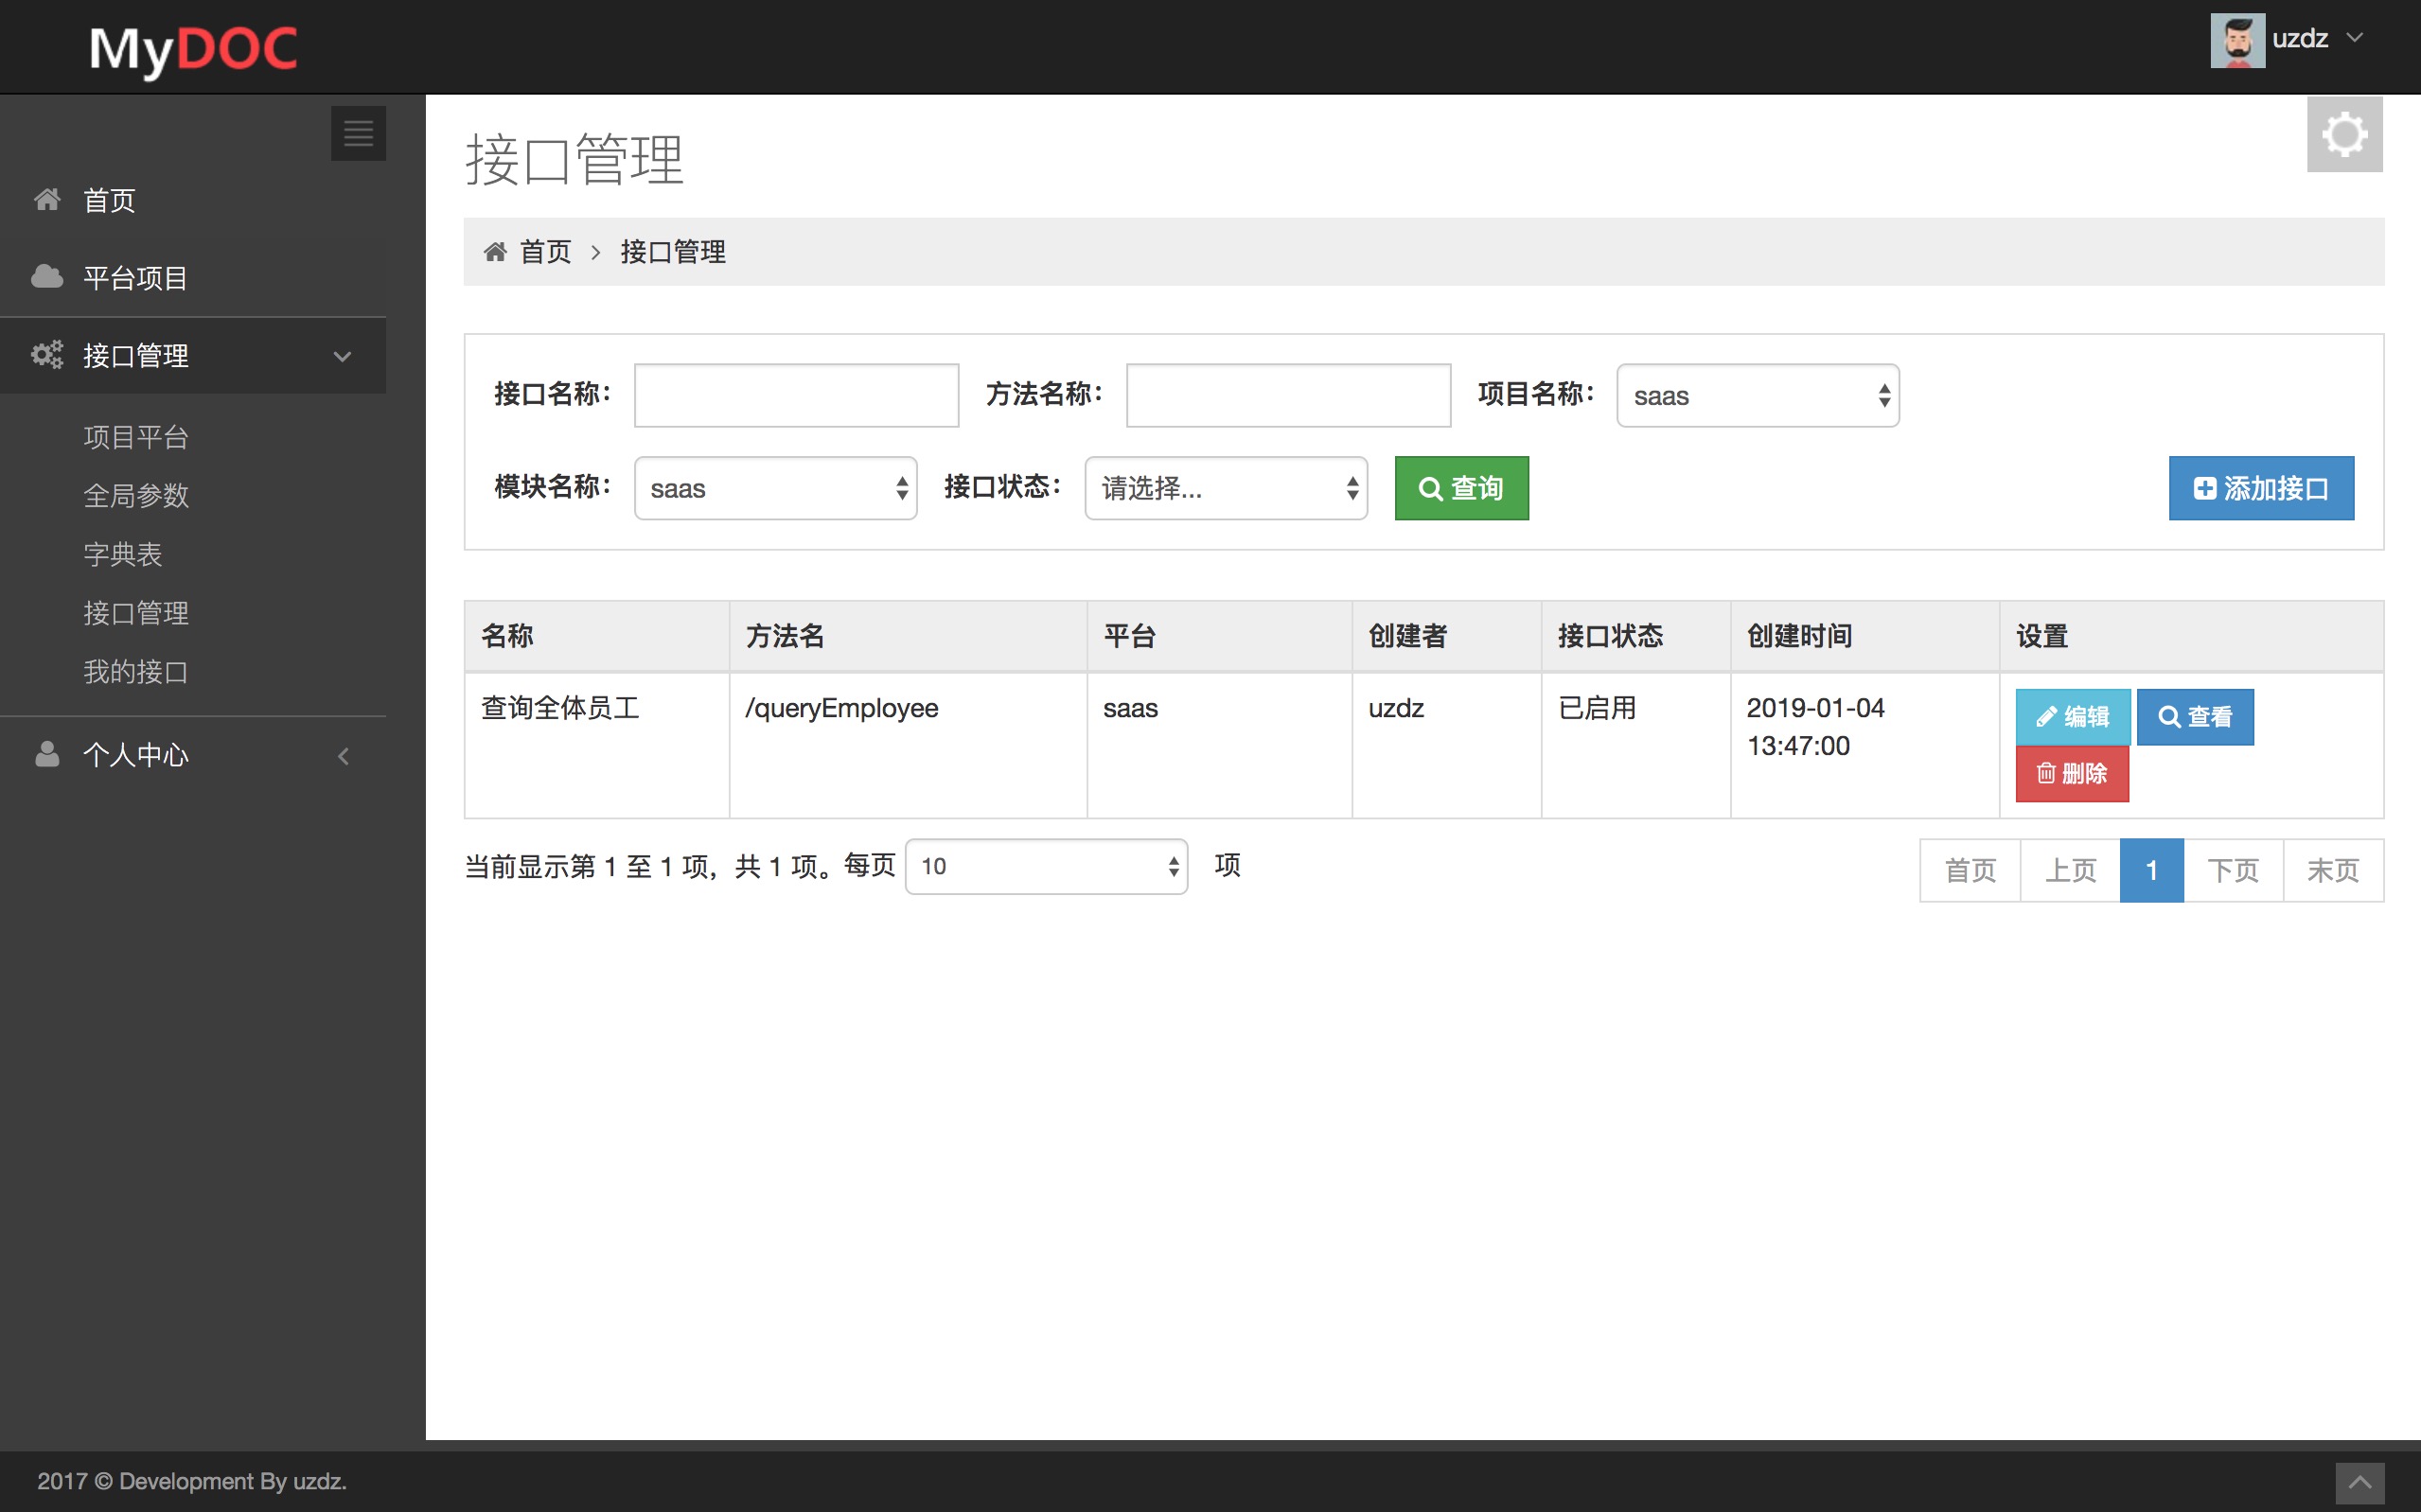 MyDOC
uzdz
首页
平台项目
接口管理
项目平台
全局参数
字典表
接口管理
我的接口
个人中心
接口管理
首页 接口管理
接口名称： 方法名称： 项目名称： saas
模块名称： saas 接口状态： 请选择... 查询 添加接口
名称 方法名 平台 创建者 接口状态 创建时间 设置
查询全体员工 /queryEmployee saas uzdz 已启用 2019-01-04 编辑 查看
13:47:00 删除
当前显示第 1 至 1 项，共 1 项。每页 10 项 首页 上页 1 下页 末页
2017 © Development By uzdz.